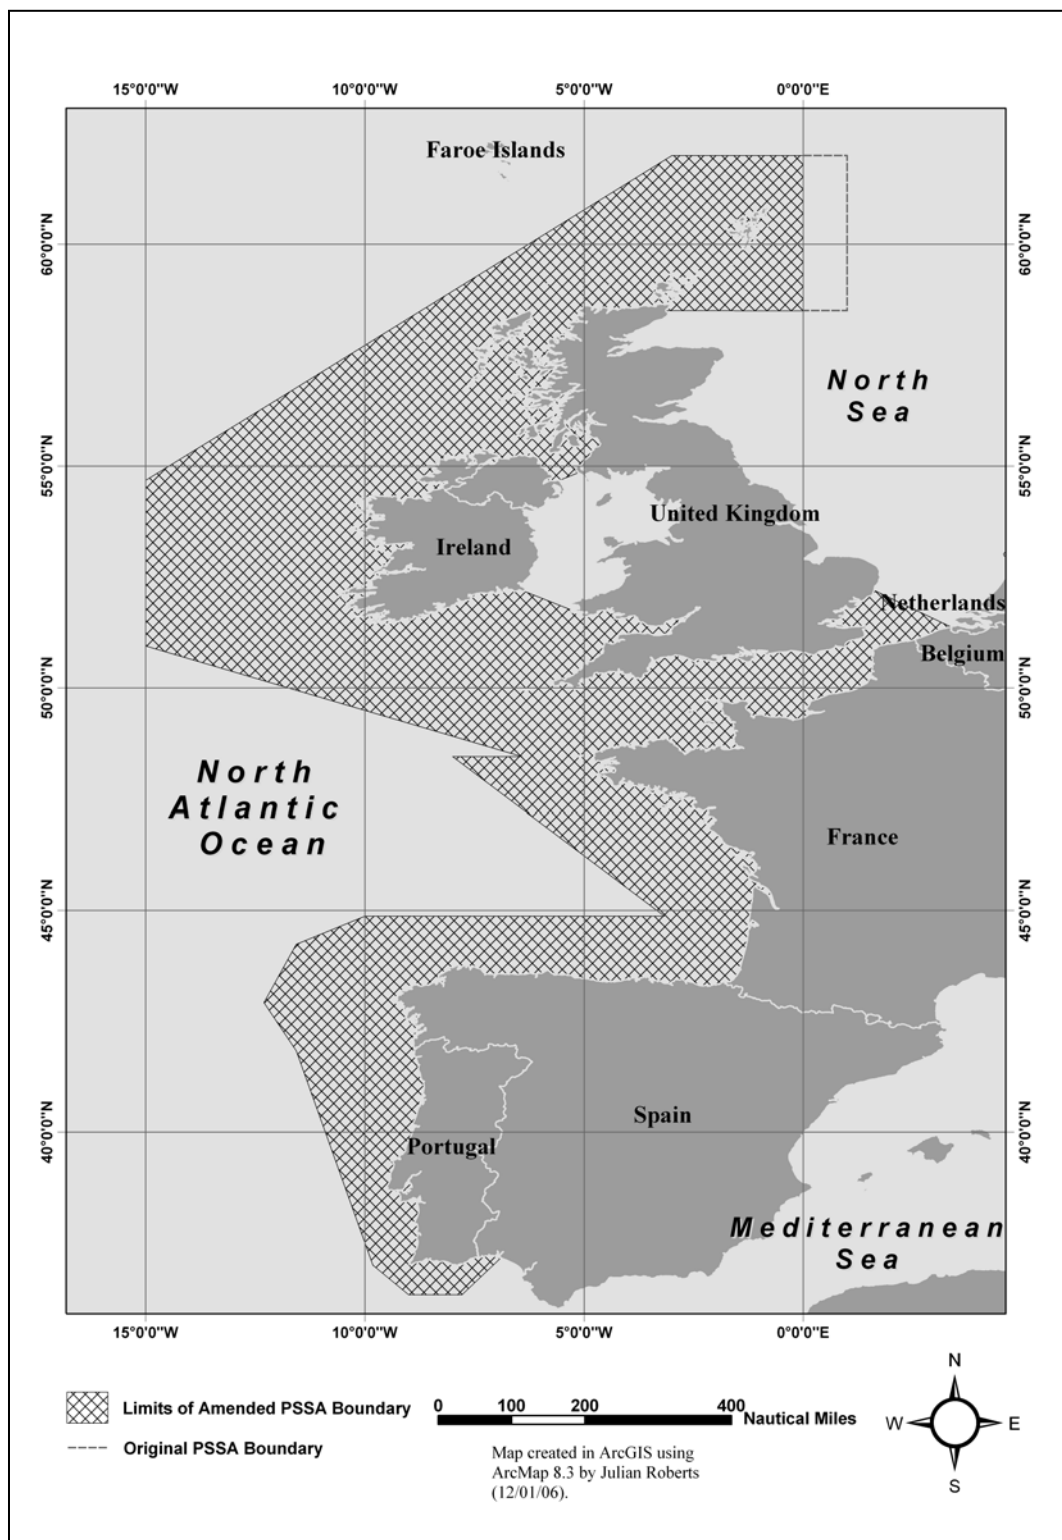 15°0'0"W 10°0'0"W 5°0'0"W 0°0'0"E
Faroe Islands
60°0'0"N 60°0'0"N
North
Sea
55°0'0"N 55°0'0"N
United Kingdom
Ireland
Netherlands
Belgium
50°0'0"N 50°0'0"N
North
Atlantic
Ocean
France
45°0'0"N 45°0'0"N
Spain
40°0'0"N 40°0'0"N
Portugal
Mediterranean
Sea
15°0'0"W 10°0'0"W 5°0'0"W 0°0'0"E
Limits of Amended PSSA Boundary
Original PSSA Boundary
0 100 200 400
Nautical Miles
Map created in ArcGIS using
ArcMap 8.3 by Julian Roberts
(12/01/06).
N
W E
S